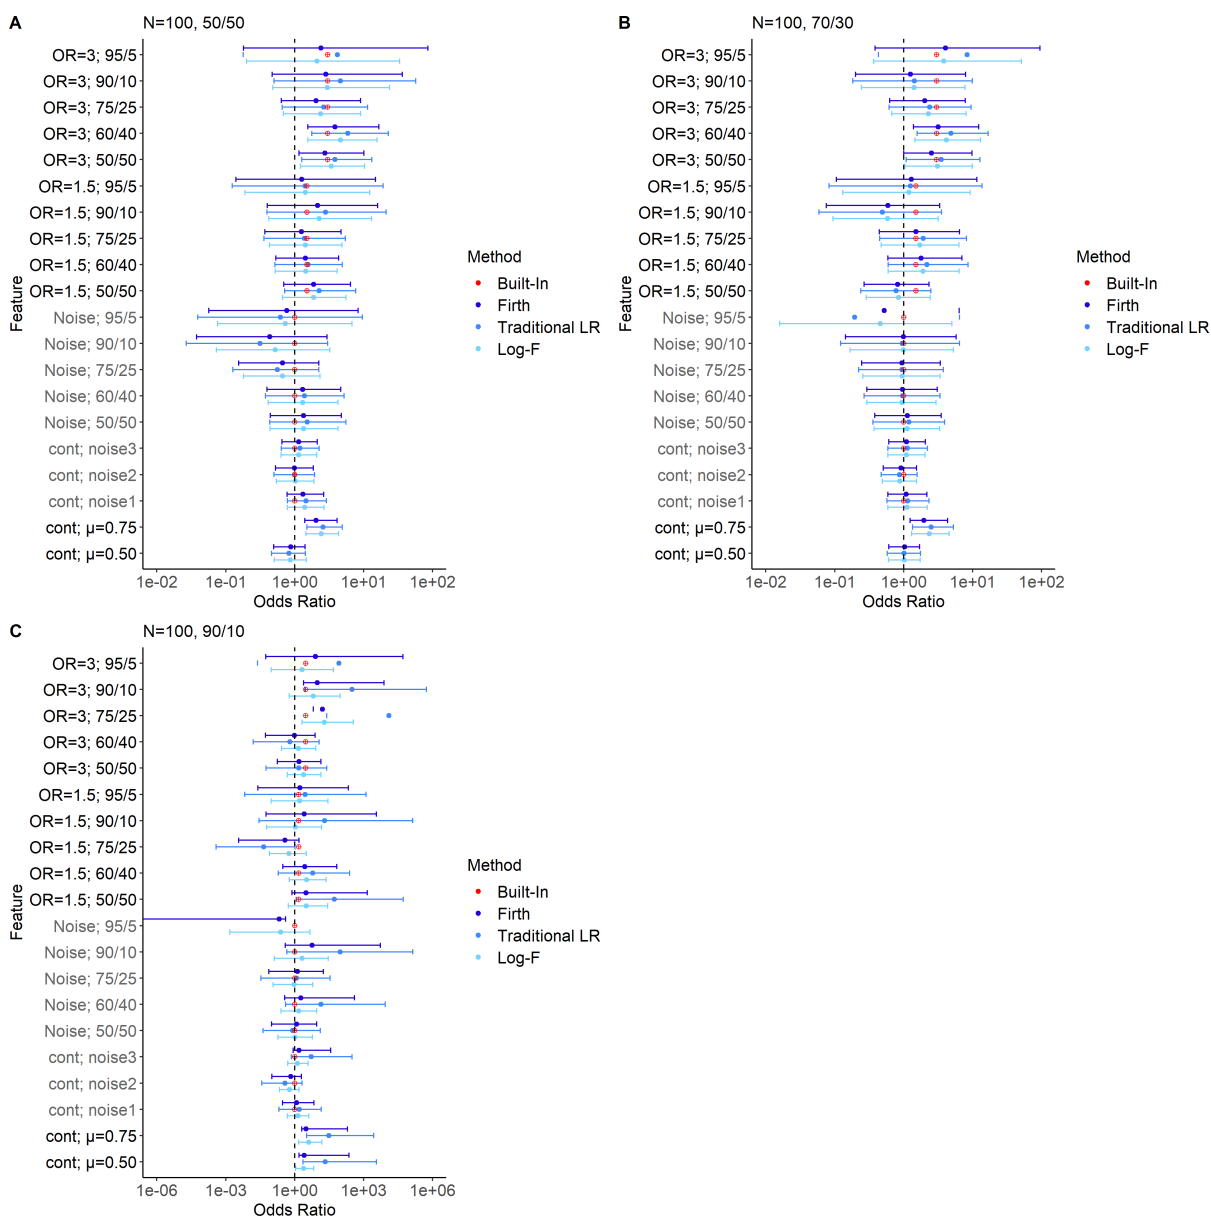 A
N=100, 50/50
OR=3; 95/5
OR=3; 90/10
OR=3; 75/25
OR=3; 60/40
OR=3; 50/50
OR=1.5; 95/5
OR=1.5; 90/10
OR=1.5; 75/25
OR=1.5; 60/40
OR=1.5; 50/50
Noise; 95/5
Noise; 90/10
Noise; 75/25
Noise; 60/40
Noise; 50/50
cont; noise3
cont; noise2
cont; noise1
cont; μ=0.75
cont; μ=0.50
Feature
1e-02
1e-01
1e+00
1e+01
1e+02
Odds Ratio
Method
Built-In
Firth
Traditional LR
Log-F
B
N=100, 70/30
OR=3; 95/5
OR=3; 90/10
OR=3; 75/25
OR=3; 60/40
OR=3; 50/50
OR=1.5; 95/5
OR=1.5; 90/10
OR=1.5; 75/25
OR=1.5; 60/40
OR=1.5; 50/50
Noise; 95/5
Noise; 90/10
Noise; 75/25
Noise; 60/40
Noise; 50/50
cont; noise3
cont; noise2
cont; noise1
cont; μ=0.75
cont; μ=0.50
Feature
1e-02
1e-01
1e+00
1e+01
1e+02
Odds Ratio
Method
Built-In
Firth
Traditional LR
Log-F
C
N=100, 90/10
OR=3; 95/5
OR=3; 90/10
OR=3; 75/25
OR=3; 60/40
OR=3; 50/50
OR=1.5; 95/5
OR=1.5; 90/10
OR=1.5; 75/25
OR=1.5; 60/40
OR=1.5; 50/50
Noise; 95/5
Noise; 90/10
Noise; 75/25
Noise; 60/40
Noise; 50/50
cont; noise3
cont; noise2
cont; noise1
cont; μ=0.75
cont; μ=0.50
Feature
1e-06
1e-03
1e+00
1e+03
1e+06
Odds Ratio
Method
Built-In
Firth
Traditional LR
Log-F